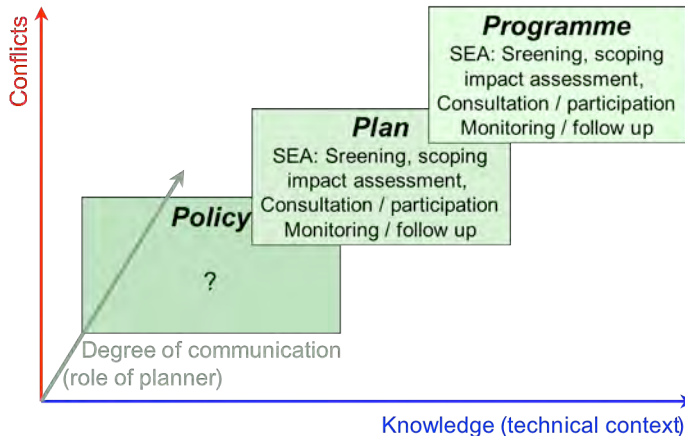 Programme
SEA: Sreening, scoping
impact assessment,
Consultation / participation
Monitoring / follow up
Plan
SEA: Sreening, scoping
impact assessment,
Consultation / participation
Monitoring / follow up
Policy
?
Conflicts
Degree of communication
(role of planner)
Knowledge (technical context)